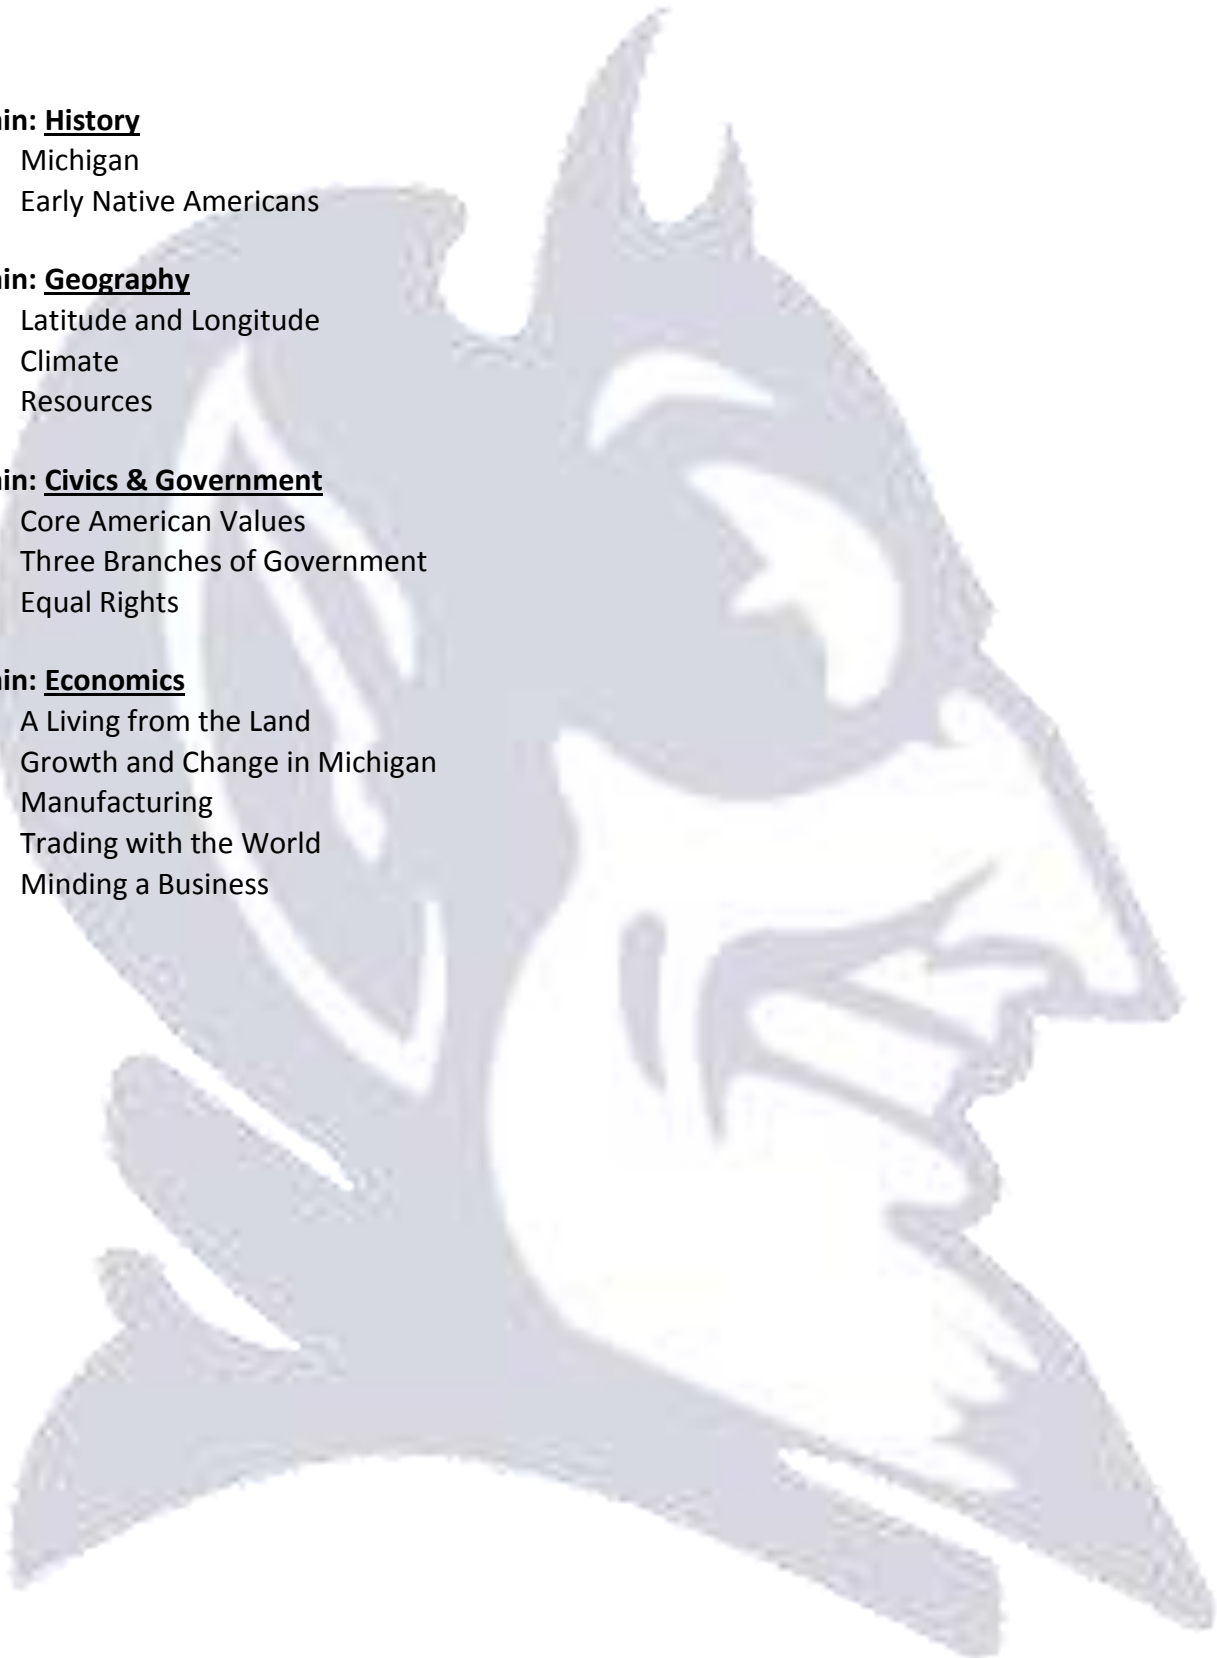 in: History
Michigan
Early Native Americans
in: Geography
Latitude and Longitude
Climate
Resources
in: Civics & Government
Core American Values
Three Branches of Government
Equal Rights
in: Economics
A Living from the Land
Growth and Change in Michigan
Manufacturing
Trading with the World
Minding a Business